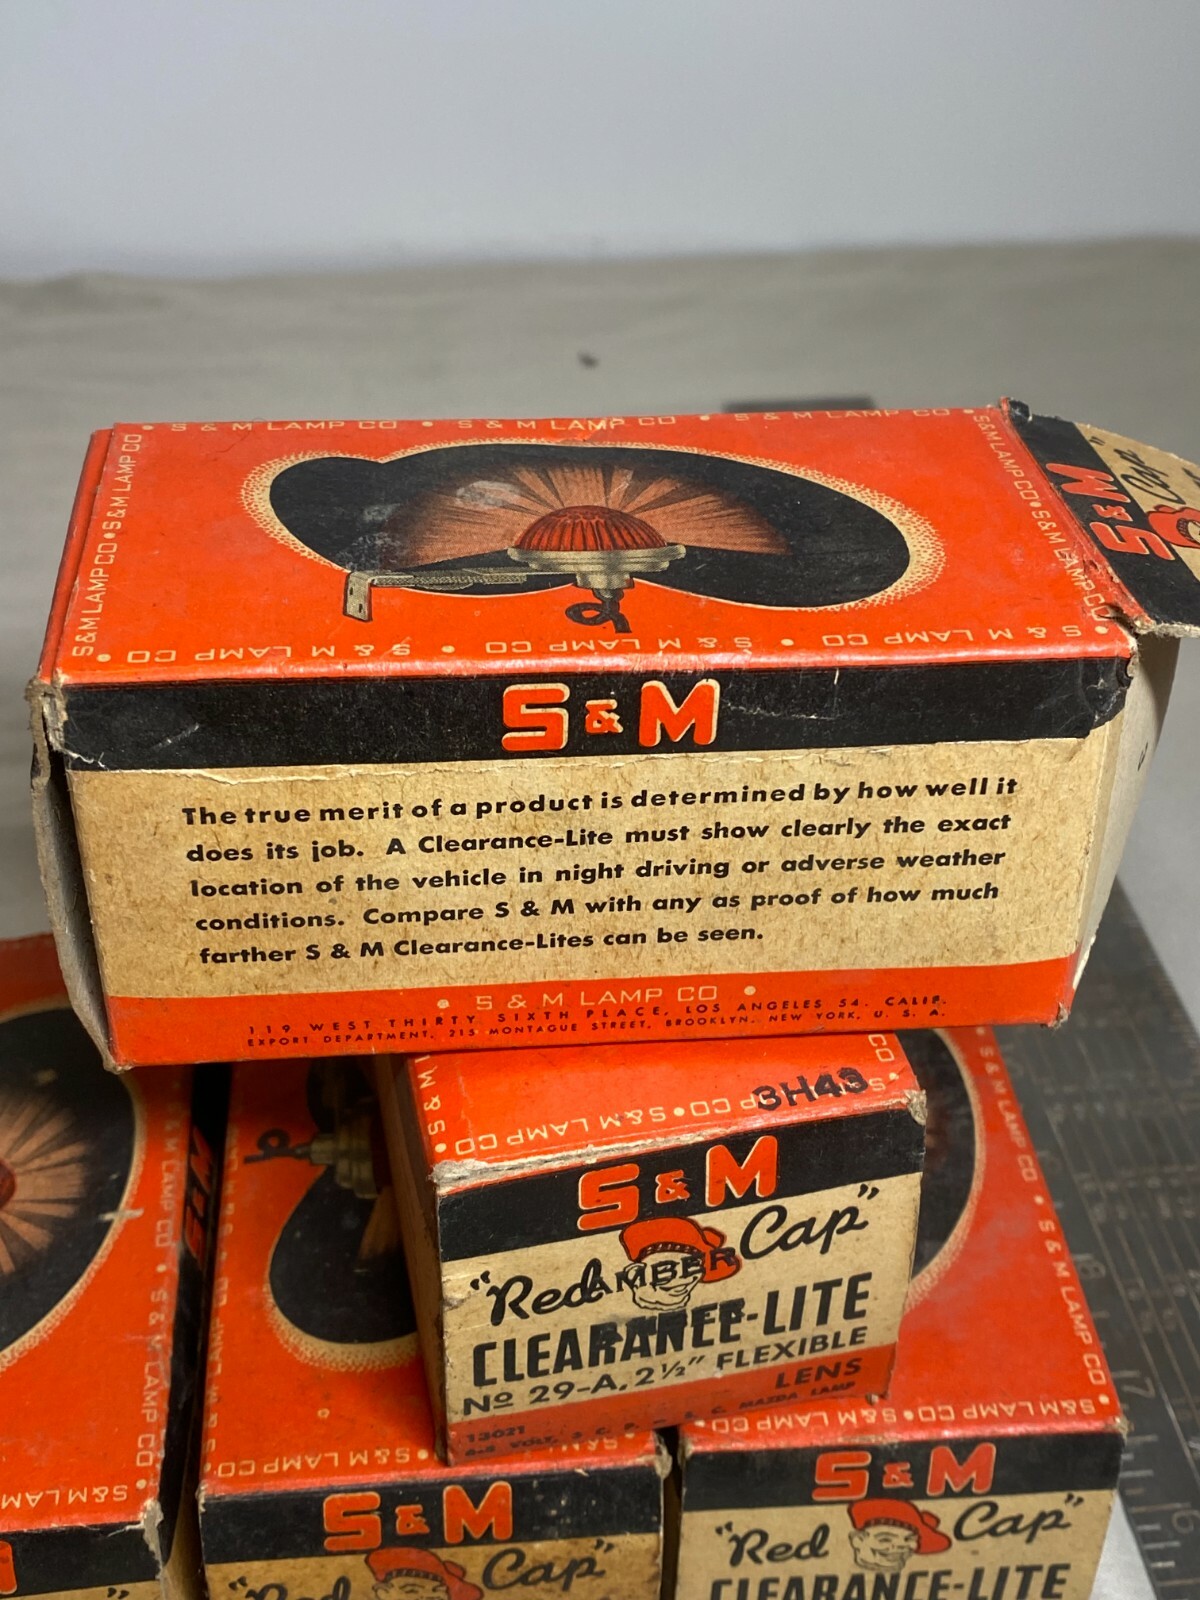 S & M LAMP CO • S & M LAMP CO • S & M LAMP CO
S & M LAMP CO • S & M LAMP CO
S & M LAMP CO • S & M LAMP CO
S & M LAMP CO • S & M LAMP CO • S & M LAMP CO
S & M
Cap"
S & M
The true merit of a product is determined by how well it
does its job. A Clearance-Lite must show clearly the exact
location of the vehicle in night driving or adverse weather
conditions. Compare S & M with any as proof of how much
farther S & M Clearance-Lites can be seen.
• S & M LAMP CO •
119 WEST THIRTY SIXTH PLACE, LOS ANGELES 54, CALIF.
EXPORT DEPARTMENT, 215 MONTAGUE STREET, BROOKLYN, NEW YORK, U. S. A.
3H43
S & M
"Red Cap"
AMBER
CLEARANCE-LITE
Nº 29-A, 2½" FLEXIBLE
LENS
13021
MAZDA LAMP
S & M LAMP CO • S & M LAMP CO
S & M
"Red Cap"
S & M LAMP CO • S & M LAMP CO
S & M
"Red Cap"
CLEARANCE-LITE